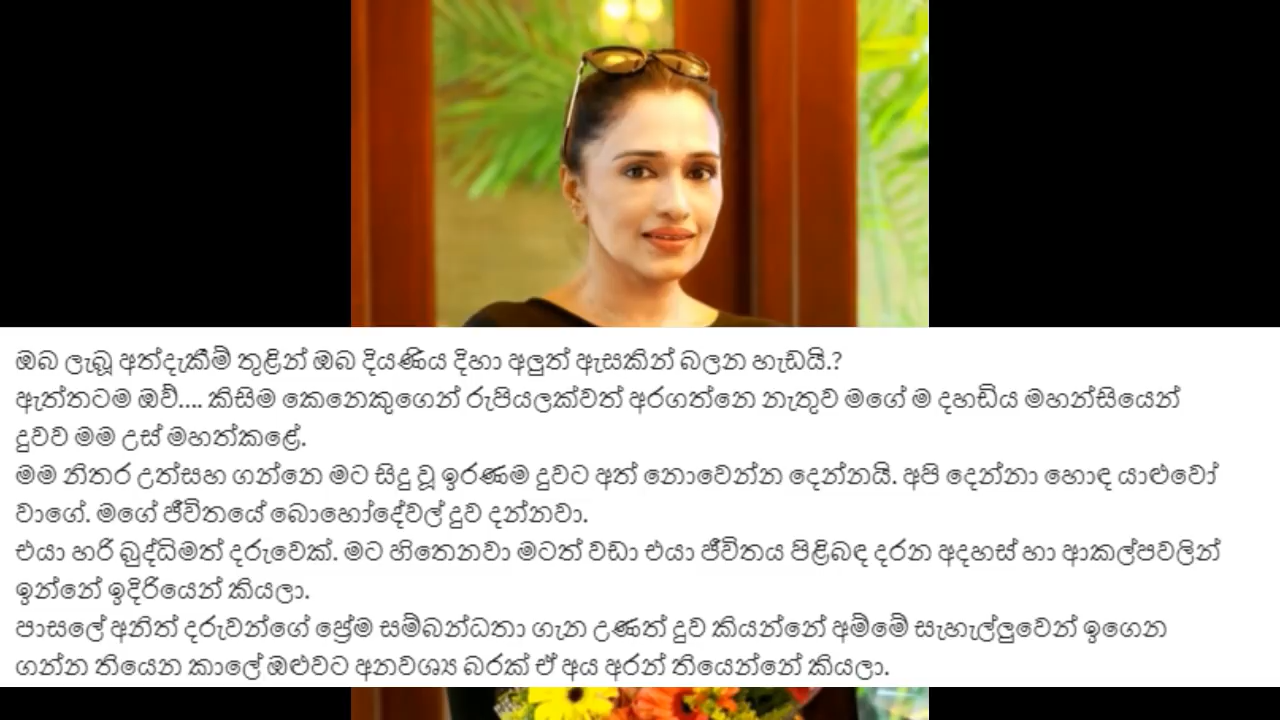 ඔබ ලැබූ අත්දැකීම් තුළින් ඔබ දියණිය දිහා අලුත් ඇසකින් බලන හැඩයි.?
ඇත්තටම ඔව්.... කිසිම කෙනෙකුගෙන් රුපියලක්වත් අරගත්නෙ නැතුව මගේ ම දහඩිය මහන්සියෙන්
දුවව මම උස් මහත්කළේ.
මම නිතර උත්සහ ගන්නෙ මට සිදු වූ ඉරණම දුවට අත් නොවෙන්න දෙන්නයි. අපි දෙන්නා හොඳ යාළුවෝ
වාගේ. මගේ ජීවිතයේ බොහෝදේවල් දුව දන්නවා.
එයා හරි බුද්ධිමත් දරුවෙක්. මට හිතෙනවා මටත් වඩා එයා ජීවිතය පිළිබඳ දරන අදහස් හා ආකල්පවලින්
ඉන්නේ ඉදිරියෙන් කියලා.
පාසලේ අනිත් දරුවන්ගේ ප්‍රේම සම්බන්ධතා ගැන උණත් දුව කියන්නේ අම්මේ සැහැල්ලුවෙන් ඉගෙන
ගන්න තියෙන කාලේ ඔළුවට අනවශ්‍ය බරක් ඒ අය අරන් තියෙන්නේ කියලා.